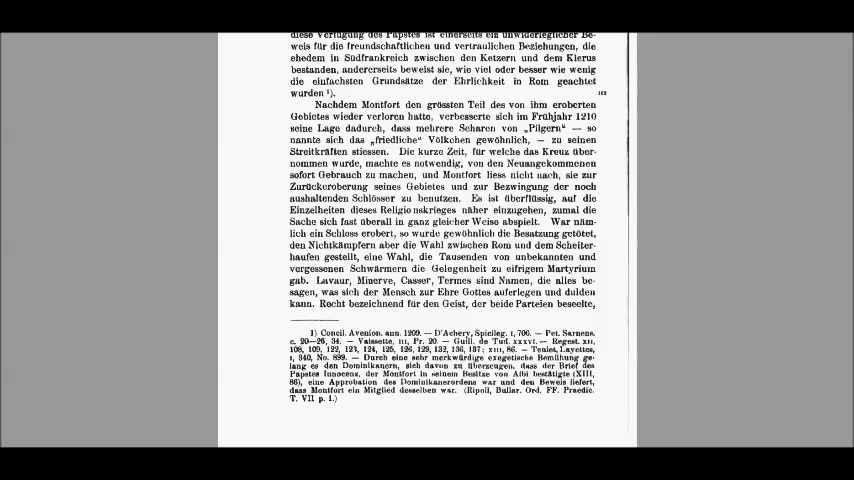 diese Verfügung des Papstes ist einerseits ein unwiderleglicher Be-
weis für die freundschaftlichen und vertraulichen Beziehungen, die
ehedem in Südfrankreich zwischen den Ketzern und dem Klerus
bestanden, andererseits beweist sie, wie viel oder besser wie wenig
die einfachsten Grundsätze der Ehrlichkeit in Rom geachtet
wurden ¹).
162
Nachdem Montfort den grössten Teil des von ihm eroberten
Gebietes wieder verloren hatte, verbesserte sich im Frühjahr 1210
seine Lage dadurch, dass mehrere Scharen von „Pilgern“ — so
nannte sich das „friedliche“ Völkchen gewöhnlich, — zu seinen
Streitkräften stiessen. Die kurze Zeit, für welche das Kreuz über-
nommen wurde, machte es notwendig, von den Neuangekommenen
sofort Gebrauch zu machen, und Montfort liess nicht nach, sie zur
Zurückeroberung seines Gebietes und zur Bezwingung der noch
aushaltenden Schlösser zu benutzen. Es ist überflüssig, auf die
Einzelheiten dieses Religionskrieges näher einzugehen, zumal die
Sache sich fast überall in ganz gleicher Weise abspielt. War näm-
lich ein Schloss erobert, so wurde gewöhnlich die Besatzung getötet,
den Nichtkämpfern aber die Wahl zwischen Rom und dem Scheiter-
haufen gestellt, eine Wahl, die Tausenden von unbekannten und
vergessenen Schwärmern die Gelegenheit zu eifrigem Martyrium
gab. Lavaur, Minerve, Casser, Termes sind Namen, die alles be-
sagen, was sich der Mensch zur Ehre Gottes auferlegen und dulden
kann. Recht bezeichnend für den Geist, der beide Parteien beseelte,
1) Concil. Avenion. ann. 1209. — D'Achery, Spicileg. I, 706. — Pet. Sarnens.
c. 20—26, 34. — Vaissette, III, Pr. 20. — Guill. de Tud. XXXVI. — Regest. XII,
108, 109, 122, 123, 124, 125, 126, 129, 132, 136, 137; XIII, 86. — Teulet, Layettes,
I, 340, No. 899. — Durch eine sehr merkwürdige exegetische Bemühung ge-
lang es den Dominikanern, sich davon zu überzeugen, dass der Brief des
Papstes Innocenz, der Montfort in seinem Besitze von Albi bestätigte (XIII,
86), eine Approbation des Dominikanerordens war und den Beweis liefert,
dass Montfort ein Mitglied desselben war. (Ripoll, Bullar. Ord. FF. Praedic.
T. VII p. 1.)